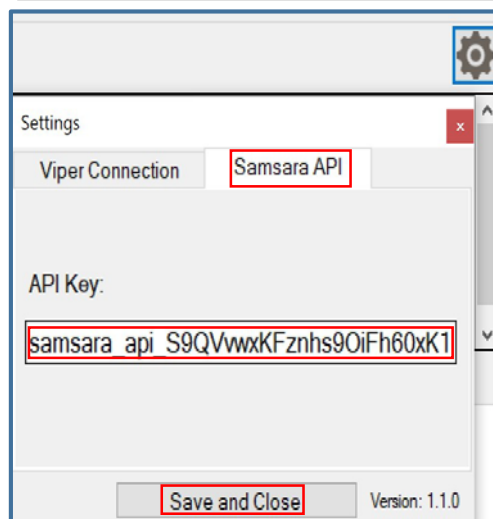 Settings
x
Viper Connection
Samsara API
API Key:
samsara_api_S9QVvwxKFznhs9OiFh60xK1
Save and Close
Version: 1.1.0